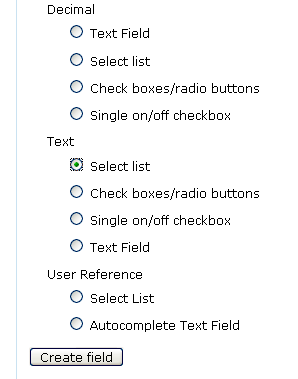 Decimal
Text Field
Select list
Check boxes/radio buttons
Single on/off checkbox
Text
Select list
Check boxes/radio buttons
Single on/off checkbox
Text Field
User Reference
Select List
Autocomplete Text Field
Create field